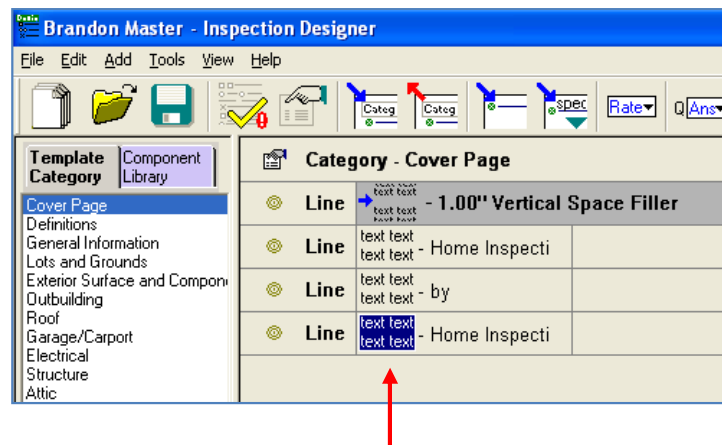 Brandon Master - Inspection Designer
File Edit Add Tools View Help
Categ Categ spec Rate Q Ans
Template Category
Component Library
Category - Cover Page
Cover Page
Definitions
General Information
Lots and Grounds
Exterior Surface and Compon
Outbuilding
Roof
Garage/Carport
Electrical
Structure
Attic
Line text text text text - 1.00" Vertical Space Filler
Line text text text text - Home Inspecti
Line text text text text - by
Line text text text text - Home Inspecti